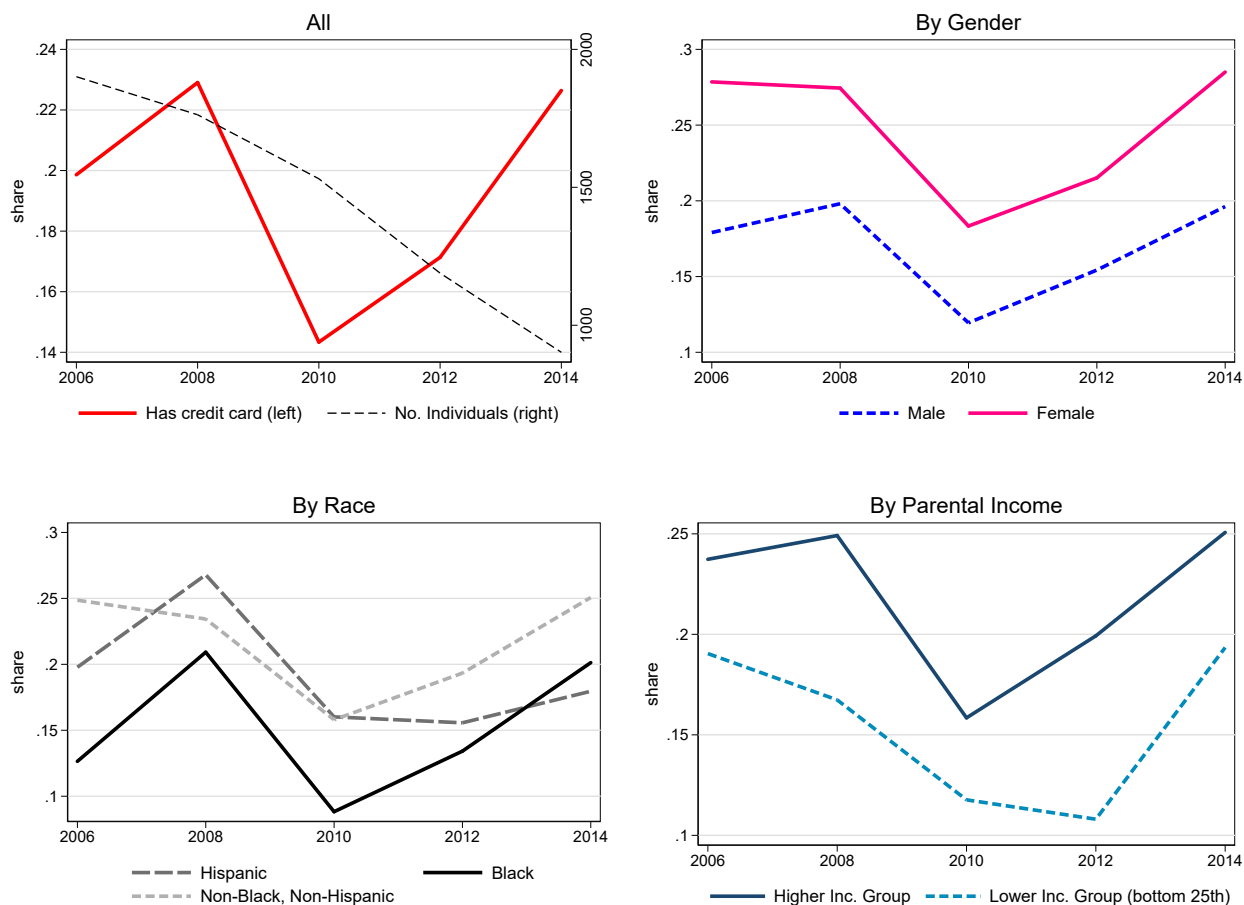 All
.24
.22
.2
.18
.16
.14
share
2000
1500
1000
2006 2008 2010 2012 2014
Has credit card (left) No. Individuals (right)
By Gender
.3
.25
.2
.15
.1
share
2006 2008 2010 2012 2014
Male Female
By Race
.3
.25
.2
.15
.1
share
2006 2008 2010 2012 2014
Hispanic Black
Non-Black, Non-Hispanic
By Parental Income
.25
.2
.15
.1
share
2006 2008 2010 2012 2014
Higher Inc. Group Lower Inc. Group (bottom 25th)